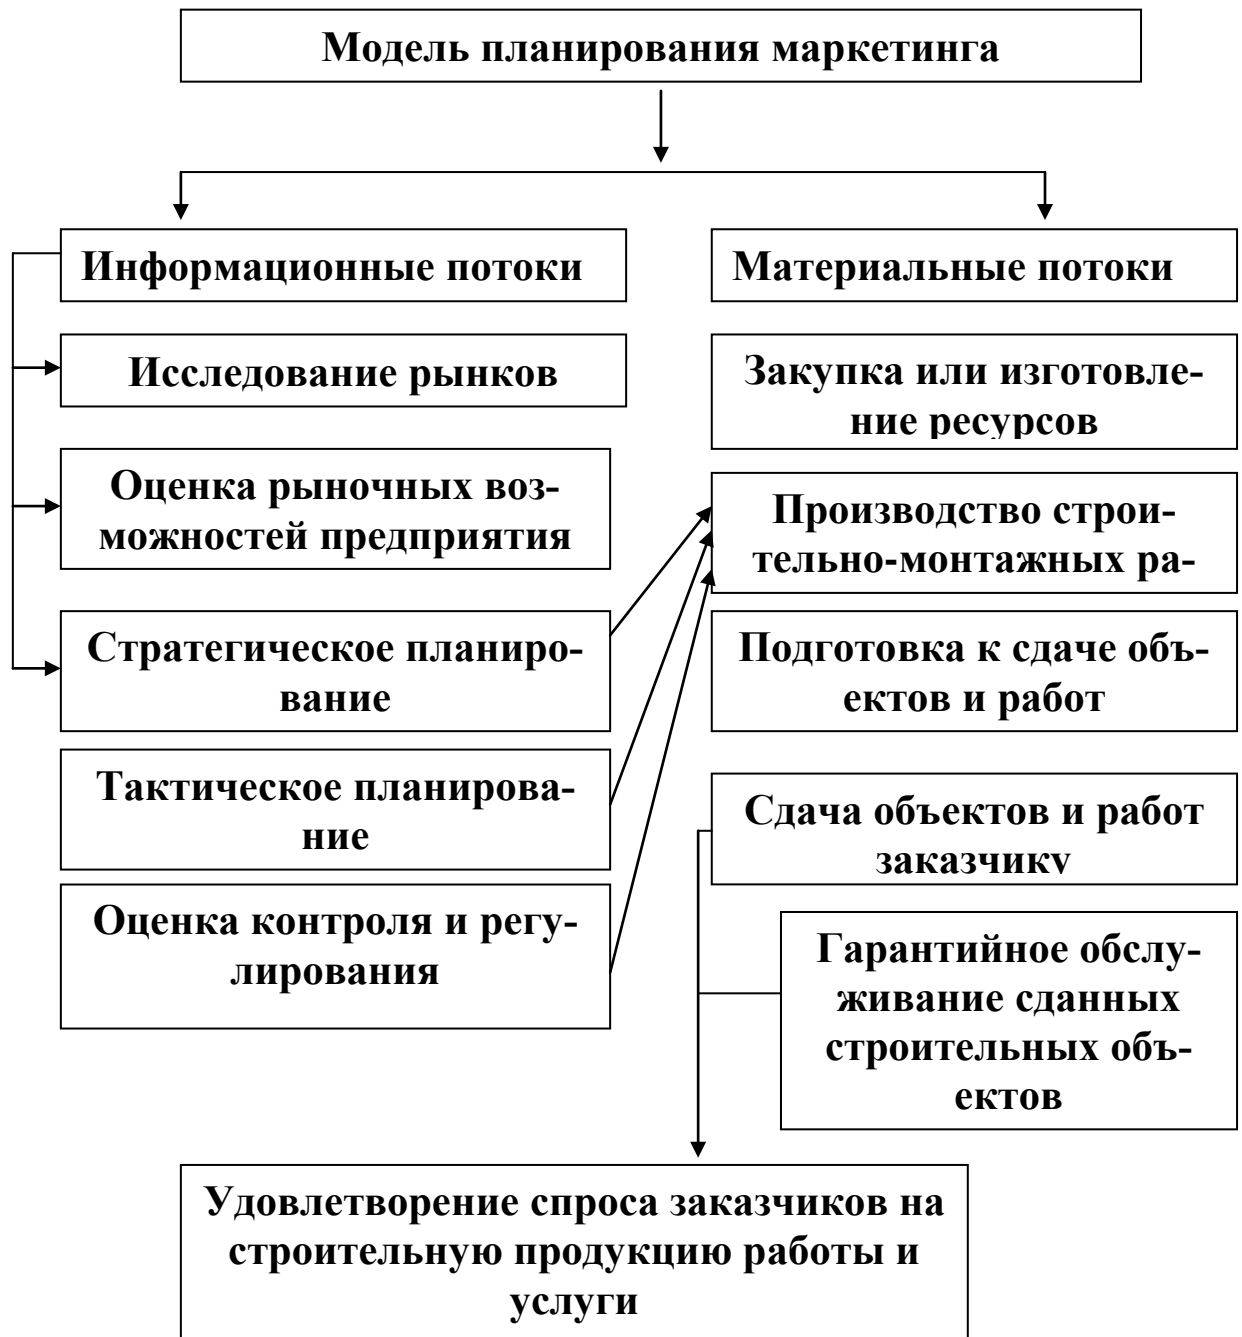 Модель планирования маркетинга
Информационные потоки
Исследование рынков
Оценка рыночных воз-
можностей предприятия
Стратегическое планиро-
вание
Тактическое планирова-
ние
Оценка контроля и регу-
лирования
Материальные потоки
Закупка или изготовле-
ние ресурсов
Производство строи-
тельно-монтажных ра-
Подготовка к сдаче объ-
ектов и работ
Сдача объектов и работ
заказчику
Гарантийное обслу-
живание сданных
строительных объ-
ектов
Удовлетворение спроса заказчиков на
строительную продукцию работы и
услуги